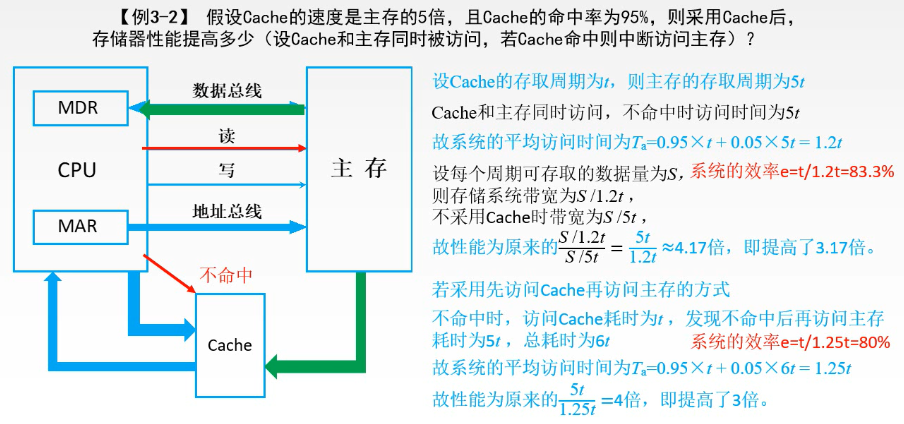 【例3-2】 假设Cache的速度是主存的5倍，且Cache的命中率为95%，则采用Cache后，
存储器性能提高多少（设Cache和主存同时被访问，若Cache命中则中断访问主存）？
MDR
CPU
MAR
数据总线
读
写
地址总线
主 存
不命中
Cache
设Cache的存取周期为t，则主存的存取周期为5t
Cache和主存同时访问，不命中时访问时间为5t
故系统的平均访问时间为Ta=0.95×t + 0.05×5t = 1.2t
设每个周期可存取的数据量为S，系统的效率e=t/1.2t=83.3%
则存储系统带宽为S /1.2t ，
不采用Cache时带宽为S /5t ，
故性能为原来的 (S /1.2t)/(S /5t) = 5t/1.2t ≈4.17倍，即提高了3.17倍。
若采用先访问Cache再访问主存的方式
不命中时，访问Cache耗时为t ，发现不命中后再访问主存
耗时为5t ，总耗时为6t 系统的效率e=t/1.25t=80%
故系统的平均访问时间为Ta=0.95×t + 0.05×6t = 1.25t
故性能为原来的 5t/1.25t =4倍，即提高了3倍。